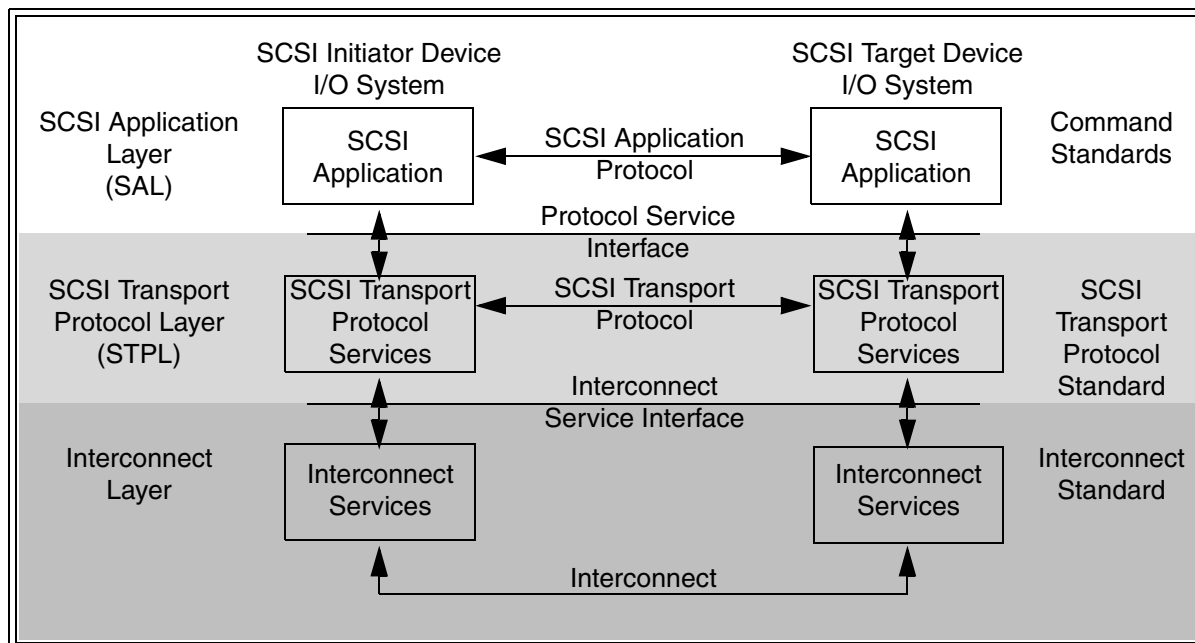 SCSI Initiator Device
I/O System
SCSI Target Device
I/O System
SCSI Application
Layer
(SAL)
SCSI
Application
SCSI Application
Protocol
SCSI
Application
Command
Standards
Protocol Service
Interface
SCSI Transport
Protocol Layer
(STPL)
SCSI Transport
Protocol
Services
SCSI Transport
Protocol
SCSI Transport
Protocol
Services
SCSI
Transport
Protocol
Standard
Interconnect
Service Interface
Interconnect
Layer
Interconnect
Services
Interconnect
Services
Interconnect
Standard
Interconnect